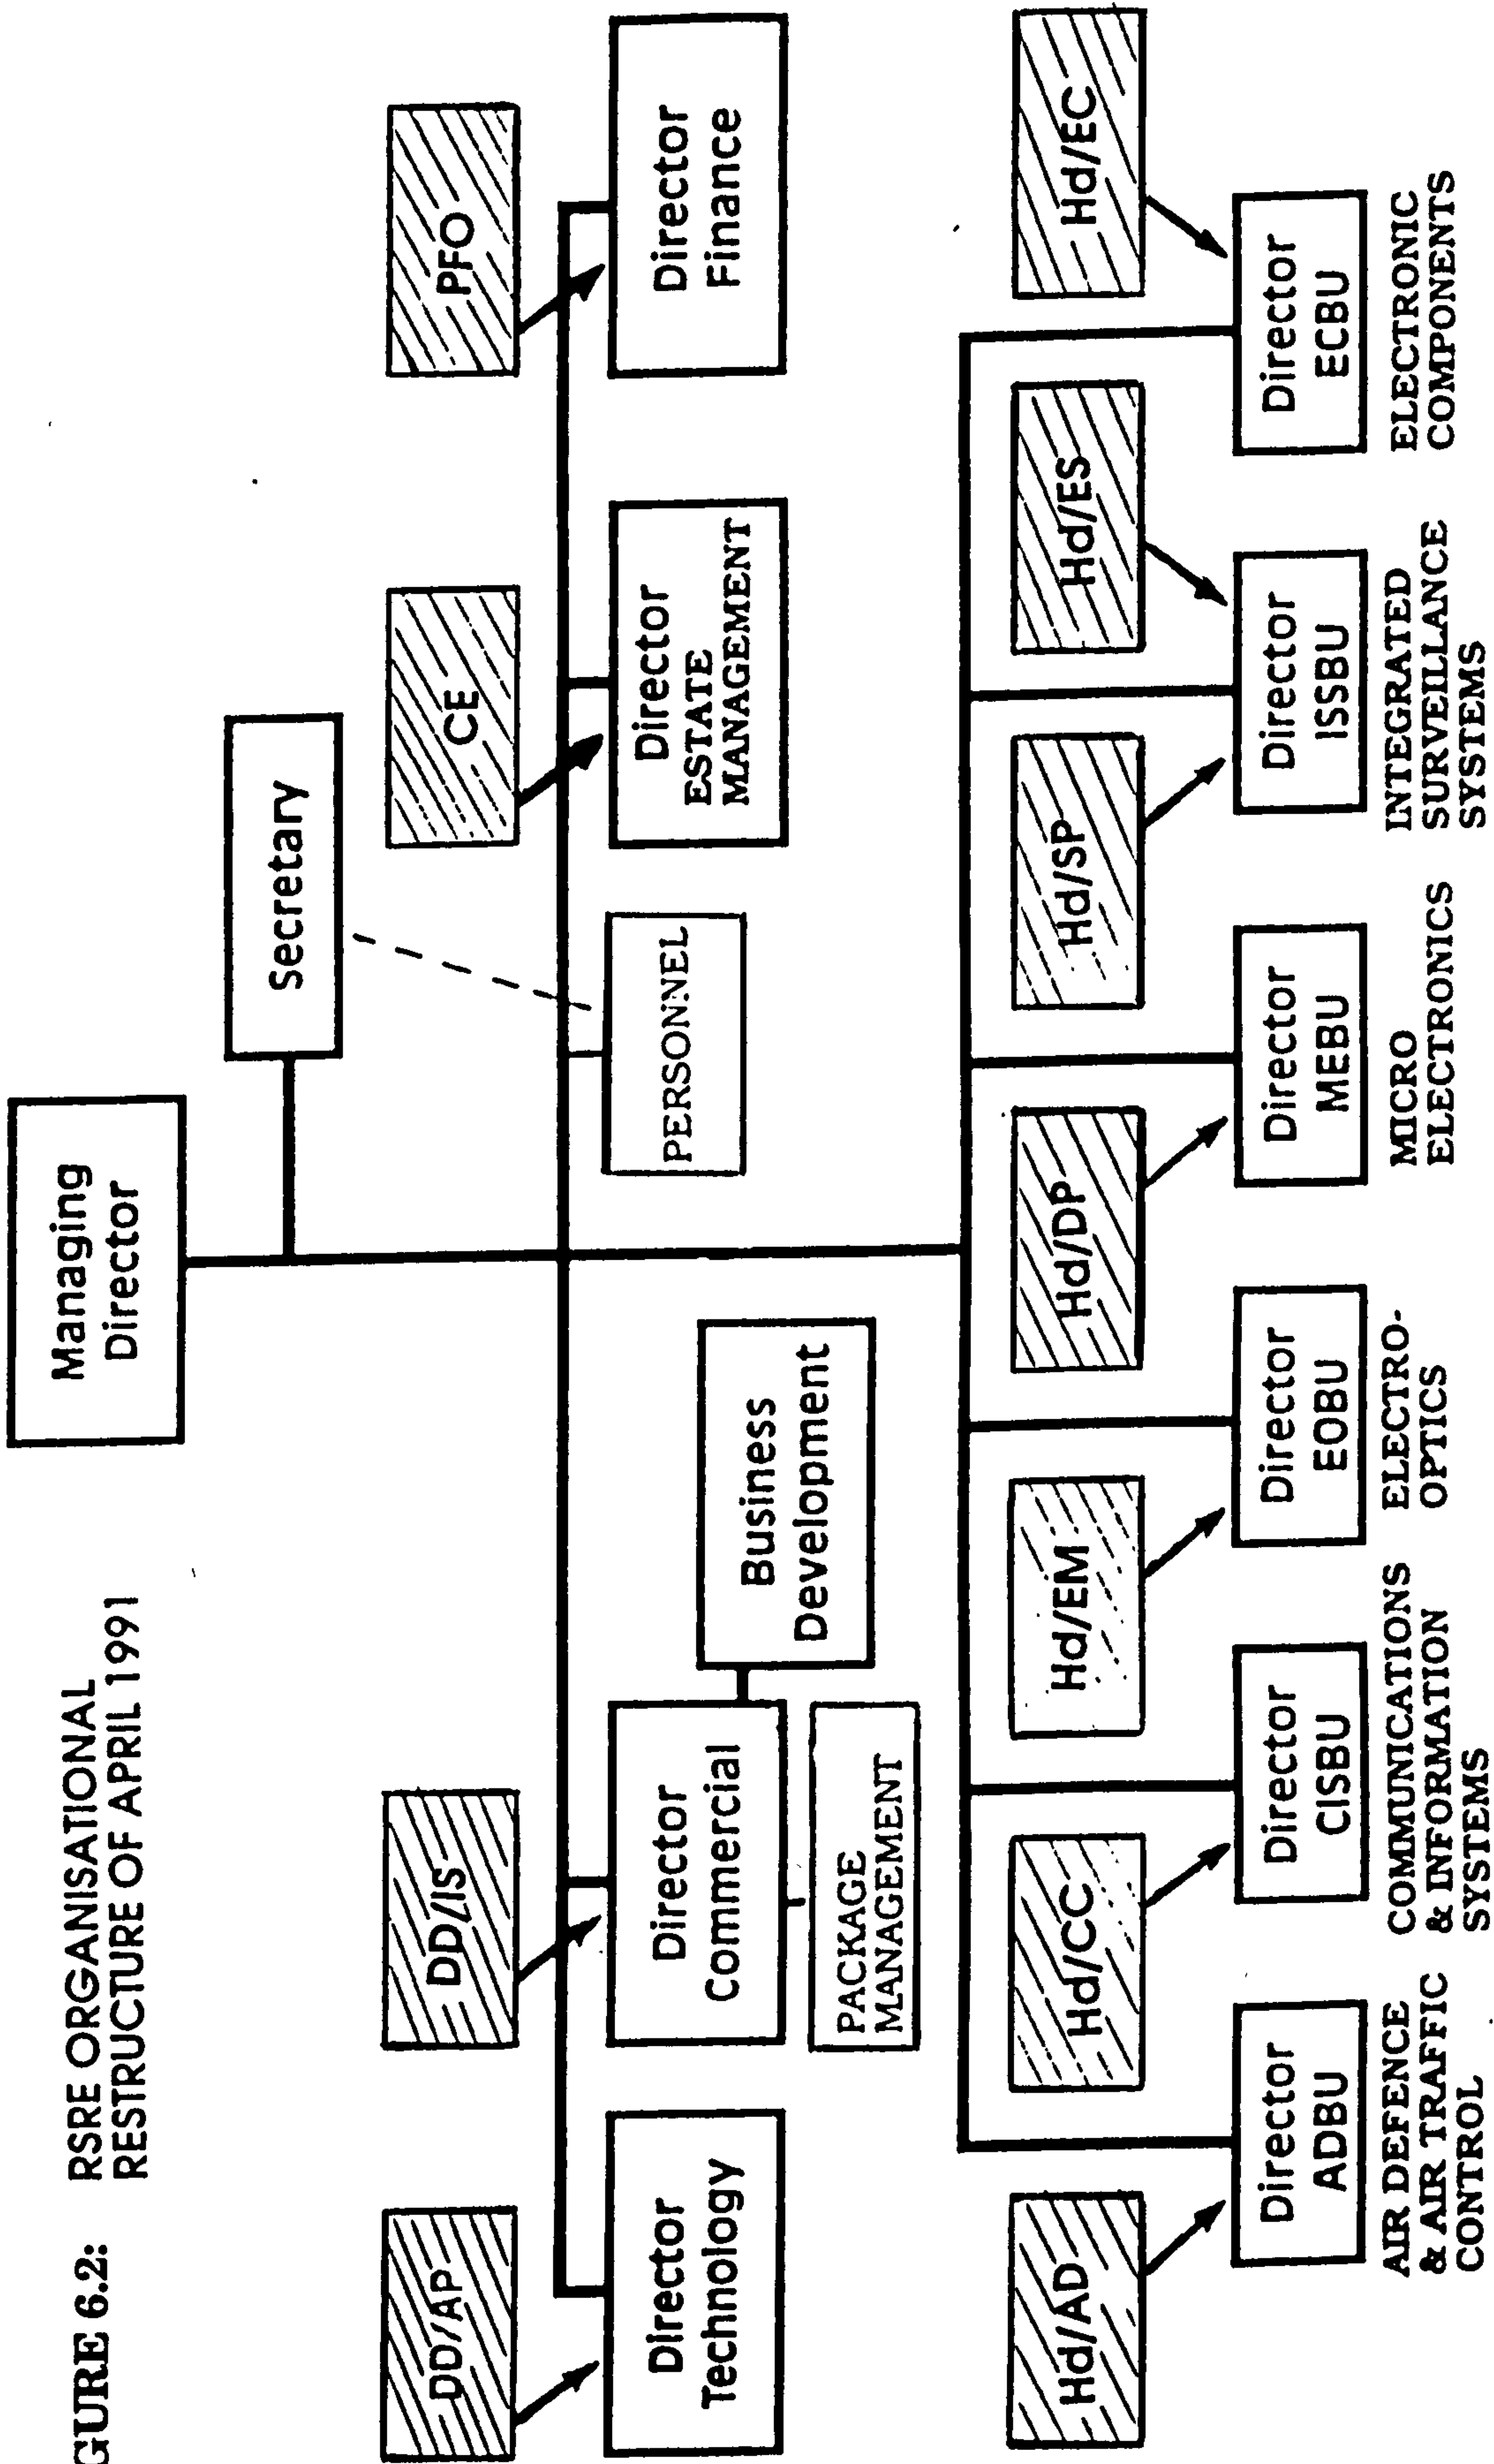 GURE 6.2:
RSRE ORGANISATIONAL
RESTRUCTURE OF APRIL 1991
Managing
Director
Secretary
DD/AP
DD/IS
CE
PFO
Director
Technology
Director
Commercial
PERSONNEL
Director
ESTATE
MANAGEMENT
Director
Finance
Business
Development
PACKAGE
MANAGEMENT
Hd/AD
Hd/CC
Hd/EM
Hd/DP
Hd/SP
Hd/ES
Hd/EC
Director
ADBU
Director
CISBU
Director
EOBU
Director
MEBU
Director
ISSBU
Director
ECBU
AIR DEFENCE
& AIR TRAFFIC
CONTROL
COMMUNICATIONS
& INFORMATION
SYSTEMS
ELECTRO-
OPTICS
MICRO
ELECTRONICS
INTEGRATED
SURVEILLANCE
SYSTEMS
ELECTRONIC
COMPONENTS